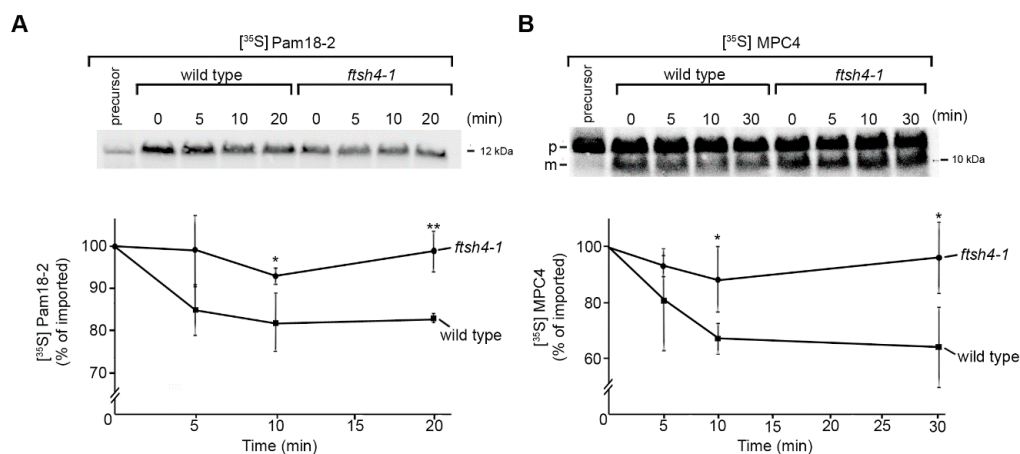 A
[35S] Pam18-2
precursor
wild type
ftsh4-1
0 5 10 20 0 5 10 20 (min)
12 kDa
[35S] Pam18-2
(% of imported)
100
90
80
70
0
** 
*
ftsh4-1
wild type
5 10 15 20
Time (min)
B
[35S] MPC4
precursor
wild type
ftsh4-1
0 5 10 30 0 5 10 30 (min)
p
m
10 kDa
[35S] MPC4
(% of imported)
100
80
60
0
*
*
ftsh4-1
wild type
5 10 15 20 25 30
Time (min)